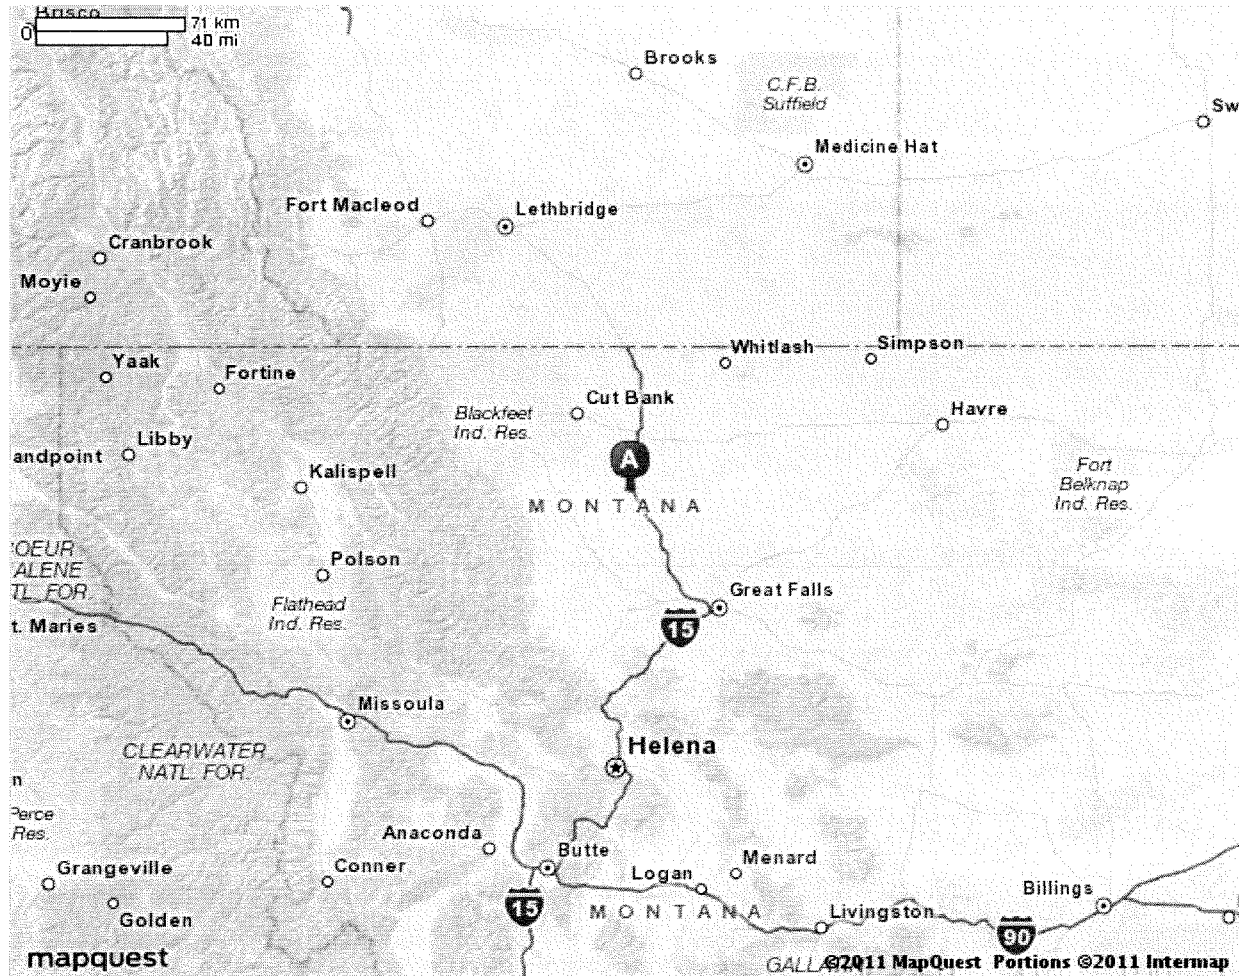 Brisco
71 km
0
40 mi
Brooks
C.F.B.
Suffield
Sw
Medicine Hat
Fort Macleod
Lethbridge
Cranbrook
Moyie
Whitlash
Simpson
Yaak
Fortine
Cut Bank
Blackfeet
Ind. Res.
Havre
Libby
andpoint
A
Kalispell
Fort
Belknap
Ind. Res.
MONTANA
OEUR
ALENE
TL. FOR.
Polson
Great Falls
Flathead
Ind. Res.
15
t. Maries
Missoula
Helena
CLEARWATER
NATL. FOR.
n
Perce
Res.
Anaconda
Butte
Grangeville
Conner
Logan
Menard
Billings
15
MONTANA
Golden
Livingston
90
mapquest
GALLATIN
©2011 MapQuest Portions ©2011 Intermap